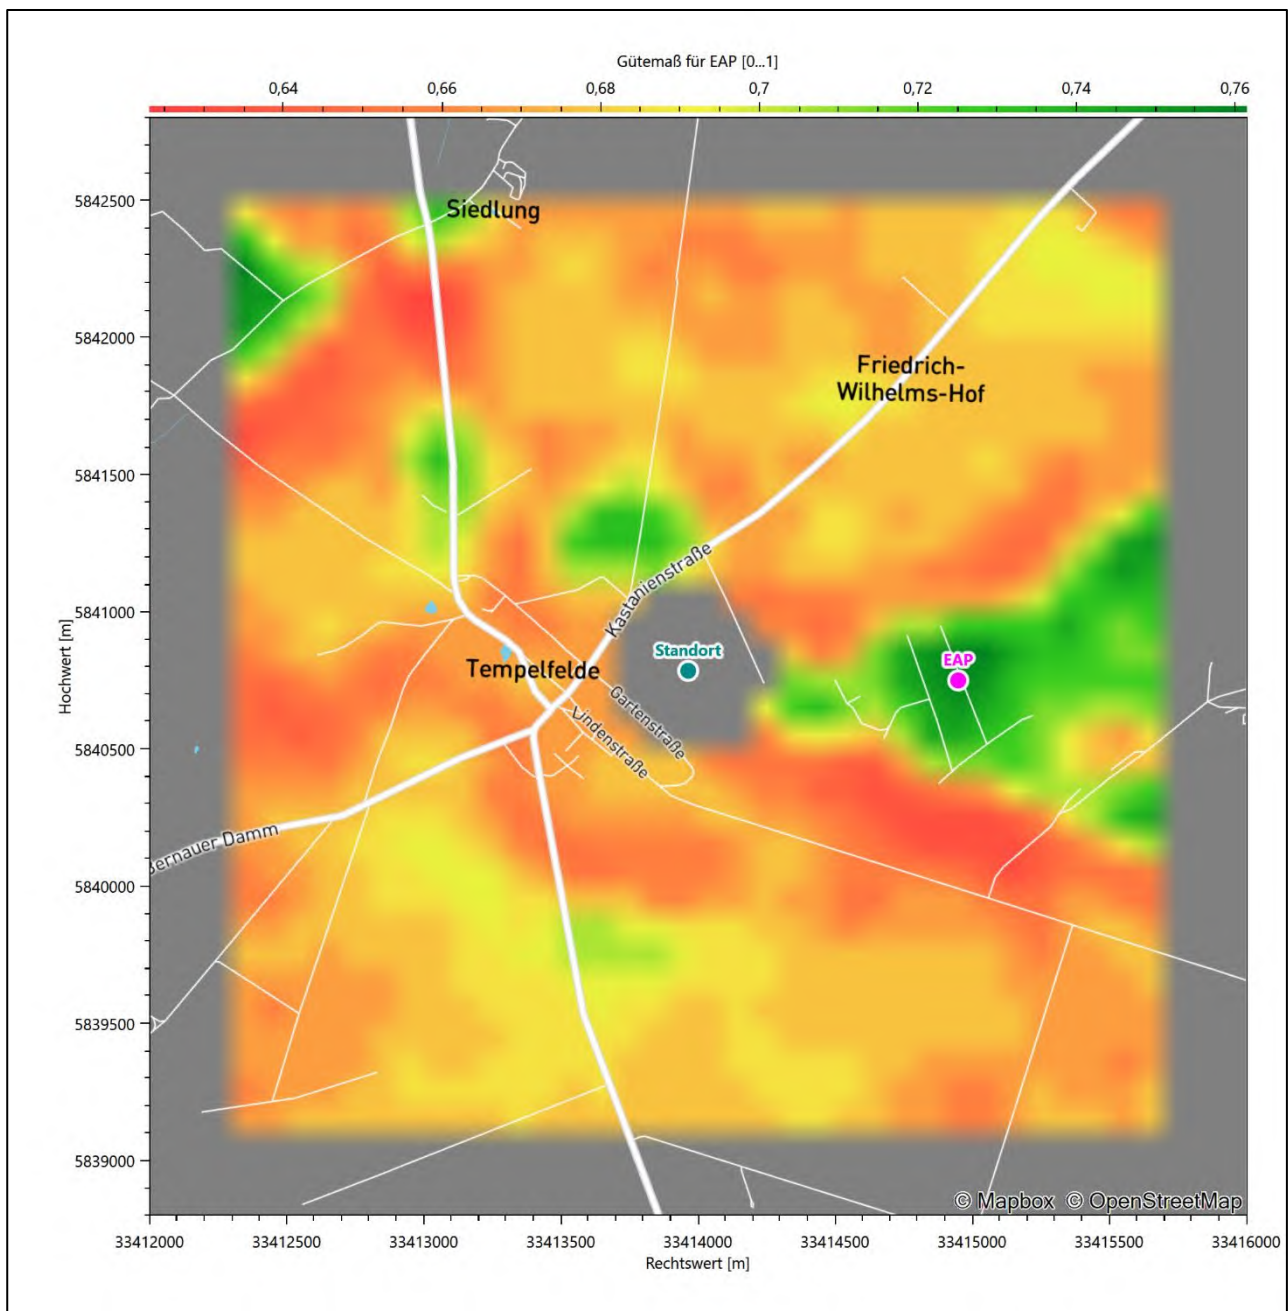 Gütemaß für EAP [0...1]
0,64 0,66 0,68 0,7 0,72 0,74 0,76
5842500
Siedlung
5842000
Friedrich-
Wilhelms-Hof
5841500
Kastanienstraße
5841000
Standort
EAP
Tempelfelde
Hochwert [m]
Gartenstraße
Lindenstraße
5840500
Bernauer Damm
5840000
5839500
5839000
© Mapbox © OpenStreetMap
33412000 33412500 33413000 33413500 33414000 33414500 33415000 33415500 33416000
Rechtswert [m]